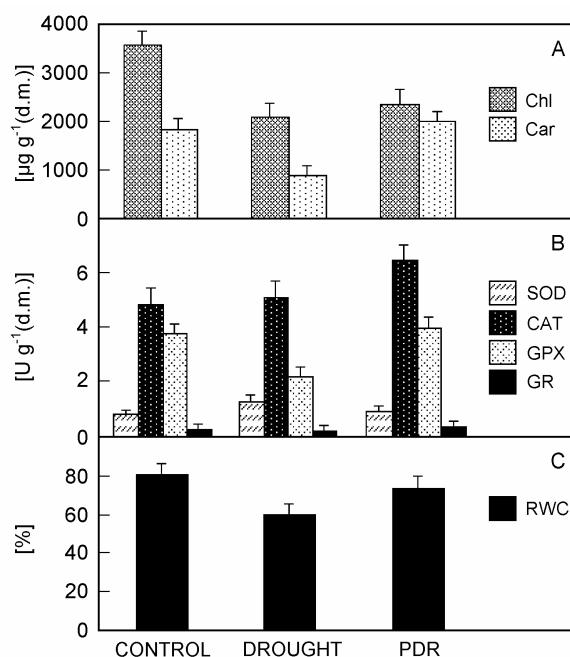 4000
3000
2000
1000
0
[µg g-1(d.m.)]
A
Chl
Car
6
4
2
0
[U g-1(d.m.)]
B
SOD
CAT
GPX
GR
80
60
40
20
0
[%]
C
RWC
CONTROL DROUGHT PDR